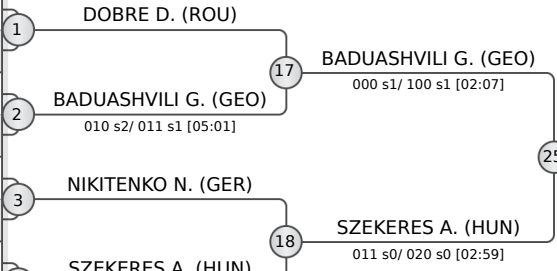 DOBRE D. (ROU)
1
17
BADUASHVILI G. (GEO)
000 s1/ 100 s1 [02:07]
BADUASHVILI G. (GEO)
2
010 s2/ 011 s1 [05:01]
25
NIKITENKO N. (GER)
3
18
SZEKERES A. (HUN)
011 s0/ 020 s0 [02:59]
SZEKERES A. (HUN)